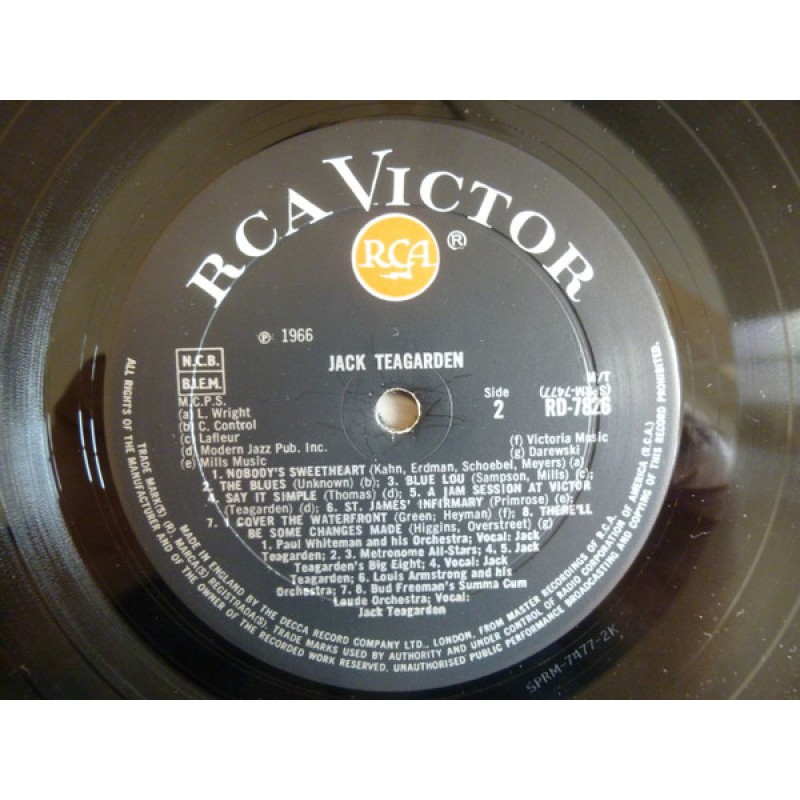 RCA VICTOR
RCA ®
℗ 1966
JACK TEAGARDEN
N.C.B.
B.I.E.M.
M.C.P.S.
(a) L. Wright
(b) C. Control
(c) Lafleur
(d) Modern Jazz Pub. Inc.
(e) Mills Music
Side
2
1/M
(SPRM-7477)
RD-7826
(f) Victoria Music
(g) Darewski
1. NOBODY'S SWEETHEART (Kahn, Erdman, Schoebel, Meyers) (a)
2. THE BLUES (Unknown) (b); 3. BLUE LOU (Sampson, Mills) (c);
4. SAY IT SIMPLE (Thomas) (d); 5. A JAM SESSION AT VICTOR
(Teagarden) (d); 6. ST. JAMES' INFIRMARY (Primrose) (e);
7. I COVER THE WATERFRONT (Green; Heyman) (f); 8. THERE'LL
BE SOME CHANGES MADE (Higgins, Overstreet) (g)
1. Paul Whiteman and his Orchestra; Vocal: Jack
Teagarden; 2. 3. Metronome All-Stars; 4. 5. Jack
Teagarden's Big Eight; 4. Vocal: Jack
Teagarden; 6. Louis Armstrong and his
Orchestra; 7. 8. Bud Freeman's Summa Cum
Laude Orchestra; Vocal:
Jack Teagarden
TRADE MARK(S) (R). MARCA(S) REGISTRADA(S). TRADE MARKS USED BY AUTHORITY AND UNDER CONTROL OF RADIO CORPORATION OF AMERICA (R.C.A.)
MADE IN ENGLAND BY THE DECCA RECORD COMPANY LTD., LONDON, FROM MASTER RECORDINGS OF R.C.A.
ALL RIGHTS OF THE MANUFACTURER AND OF THE OWNER OF THE RECORDED WORK RESERVED. UNAUTHORISED PUBLIC PERFORMANCE BROADCASTING AND COPYING OF THIS RECORD PROHIBITED.
SPRM-7477-2K